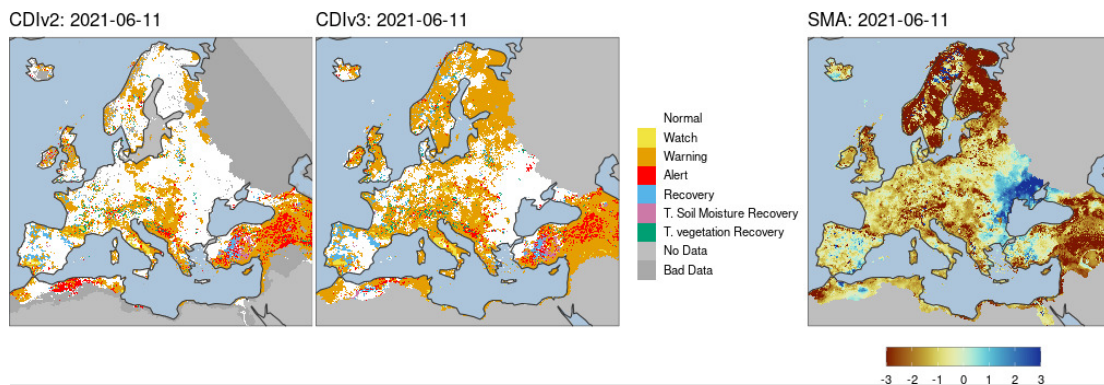 CDIv2: 2021-06-11
CDIv3: 2021-06-11
SMA: 2021-06-11
Normal
Watch
Warning
Alert
Recovery
T. Soil Moisture Recovery
T. vegetation Recovery
No Data
Bad Data
-3 -2 -1 0 1 2 3